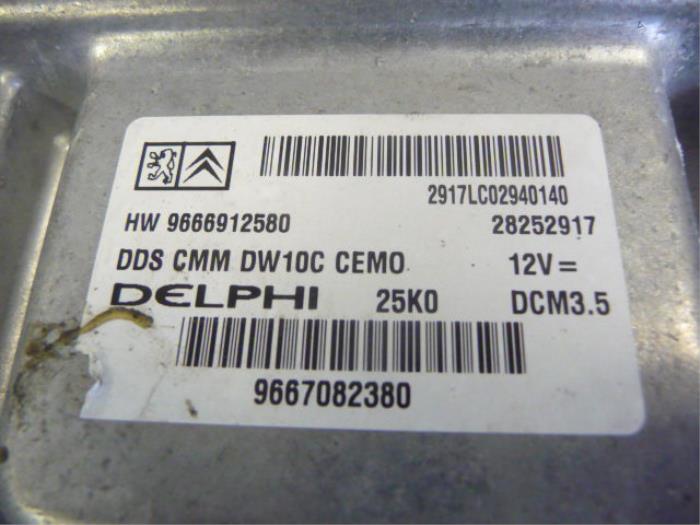 2917LC02940140
HW 9666912580 28252917
DDS CMM DW10C CEMO 12V =
DELPHI 25K0 DCM3.5
9667082380